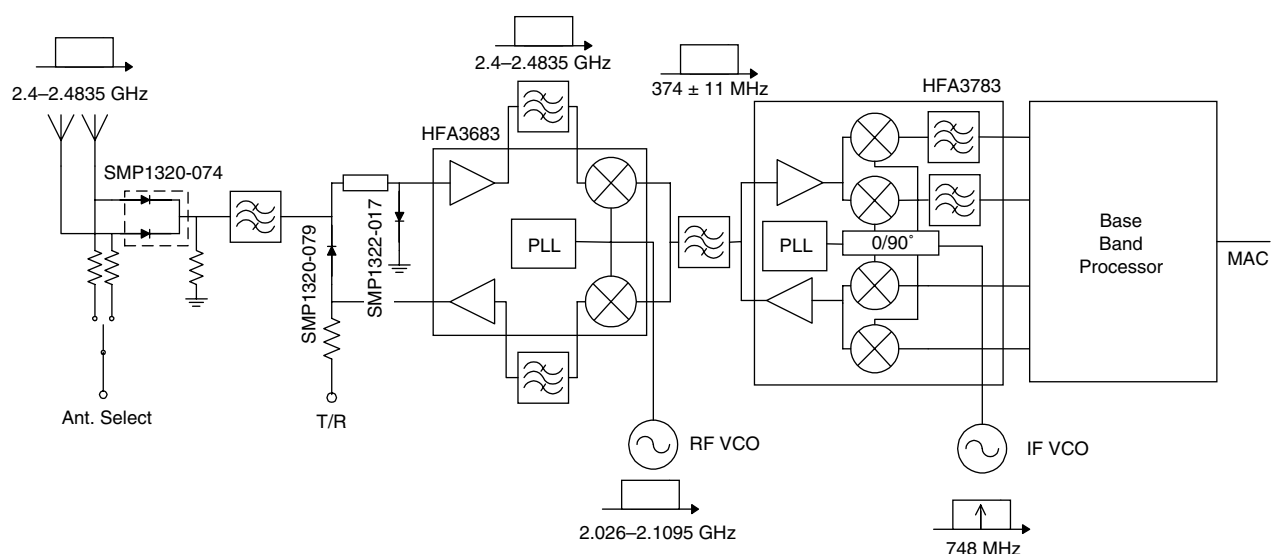 2.4–2.4835 GHz
2.4–2.4835 GHz
374 ± 11 MHz
HFA3783
HFA3683
SMP1320-074
SMP1320-079
SMP1322-017
PLL
PLL
0/90˚
Base
Band
Processor
MAC
Ant. Select
T/R
RF VCO
IF VCO
2.026–2.1095 GHz
748 MHz